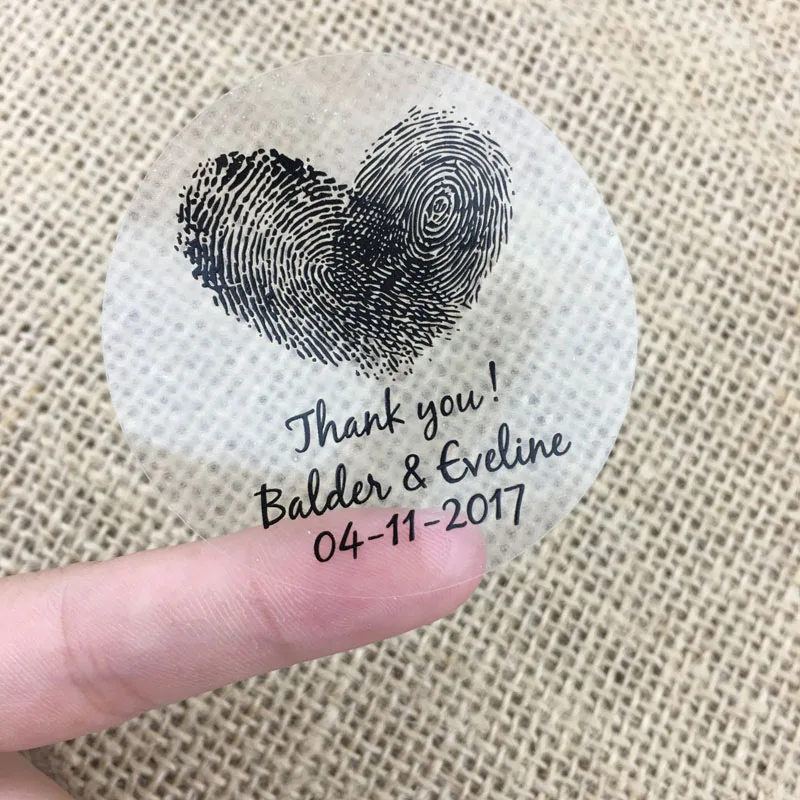 Thank you!
Balder & Eveline
04-11-2017